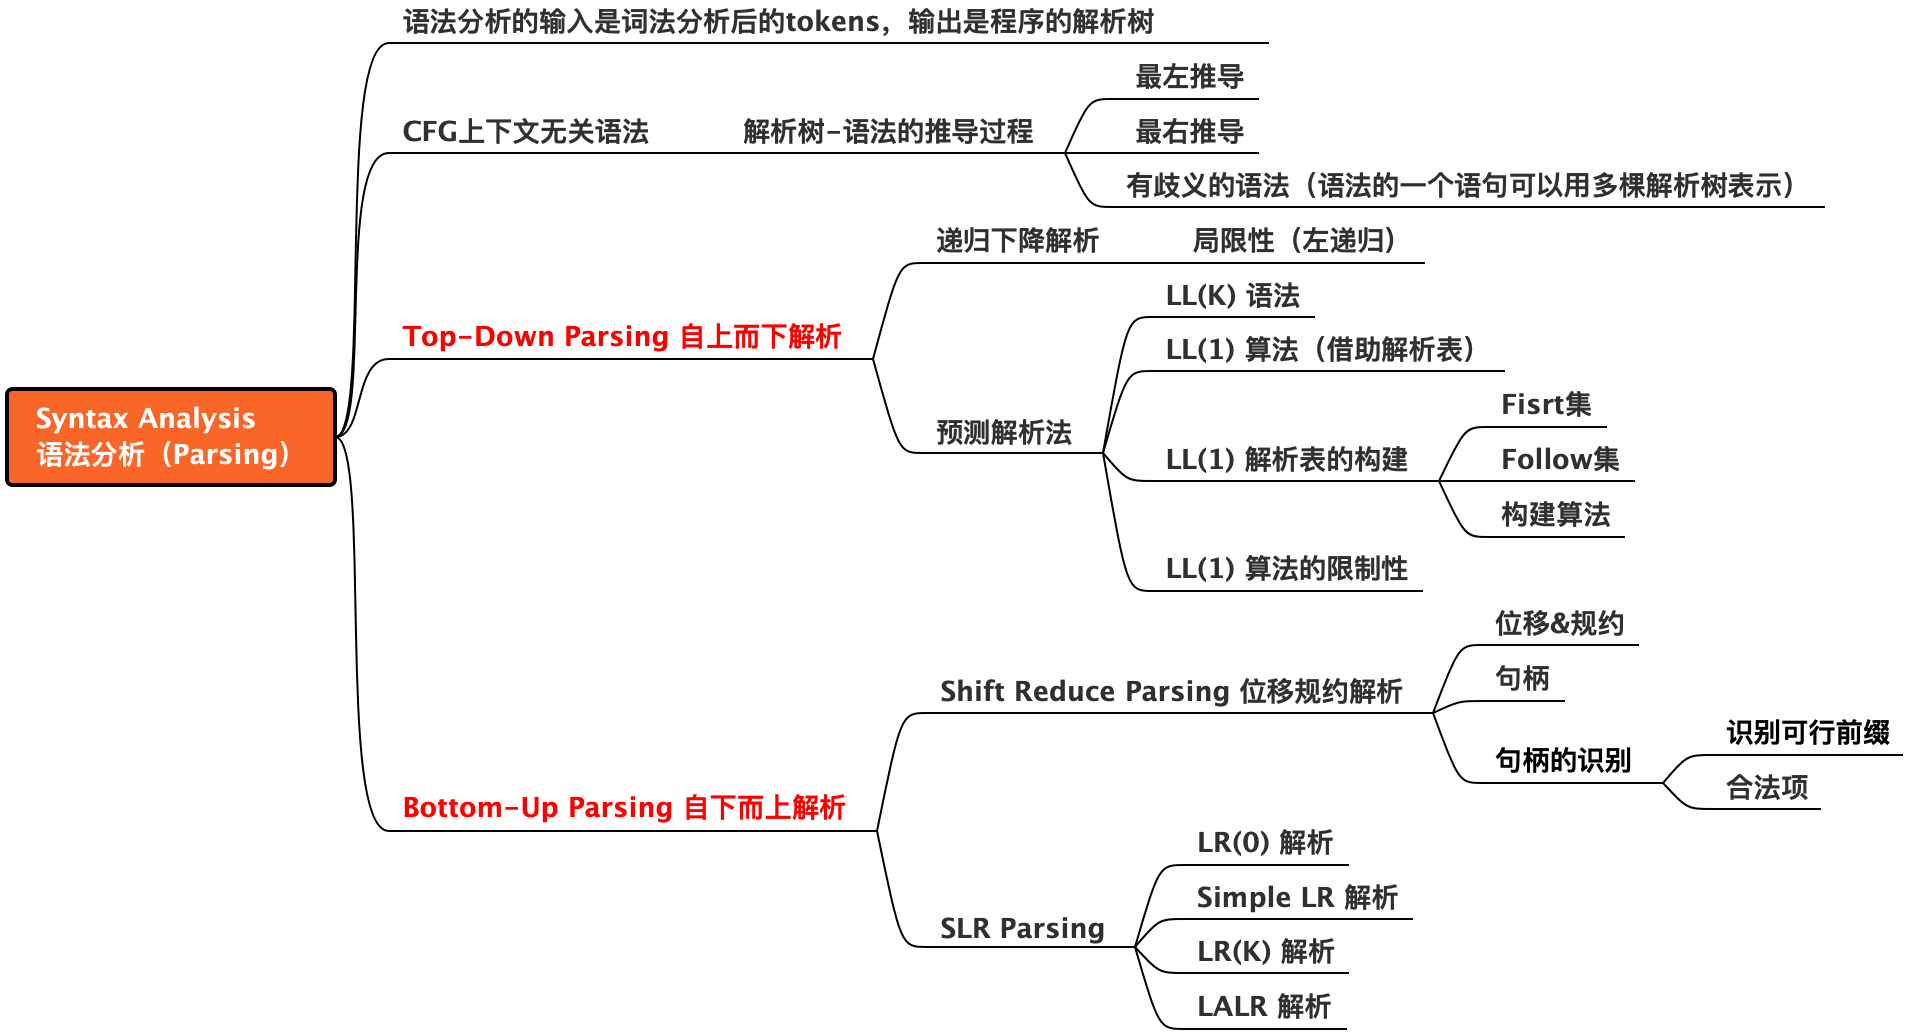 Syntax Analysis
语法分析（Parsing）
语法分析的输入是词法分析后的tokens，输出是程序的解析树
CFG上下文无关语法
解析树-语法的推导过程
最左推导
最右推导
有歧义的语法（语法的一个语句可以用多棵解析树表示）
Top-Down Parsing 自上而下解析
递归下降解析
局限性（左递归）
预测解析法
LL(K) 语法
LL(1) 算法（借助解析表）
LL(1) 解析表的构建
Fisrt集
Follow集
构建算法
LL(1) 算法的限制性
Bottom-Up Parsing 自下而上解析
Shift Reduce Parsing 位移规约解析
位移&规约
句柄
句柄的识别
识别可行前缀
合法项
SLR Parsing
LR(0) 解析
Simple LR 解析
LR(K) 解析
LALR 解析